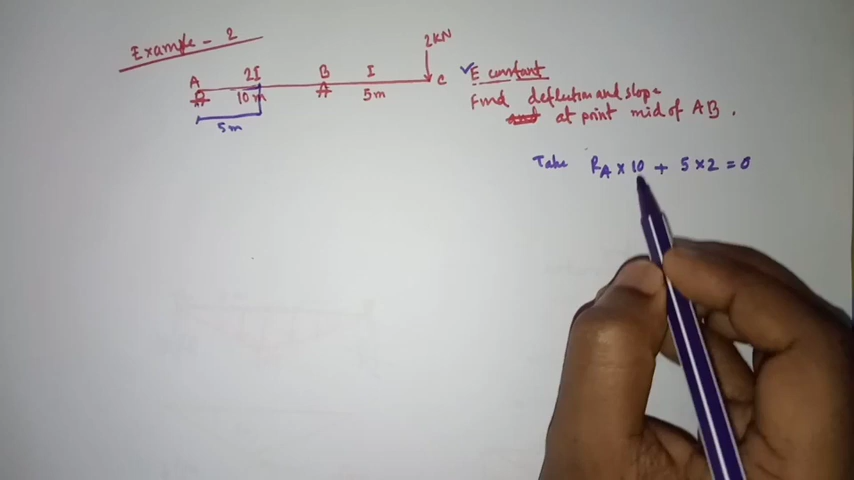 Example - 2
2KN
A 2I B I C
10 m 5m
5m
✓E constant
Find deflection and slope
at print mid of AB.
Take RA × 10 + 5 × 2 = 0